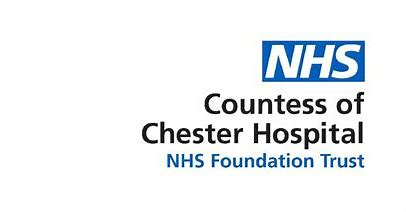 NHS
Countess of
Chester Hospital
NHS Foundation Trust